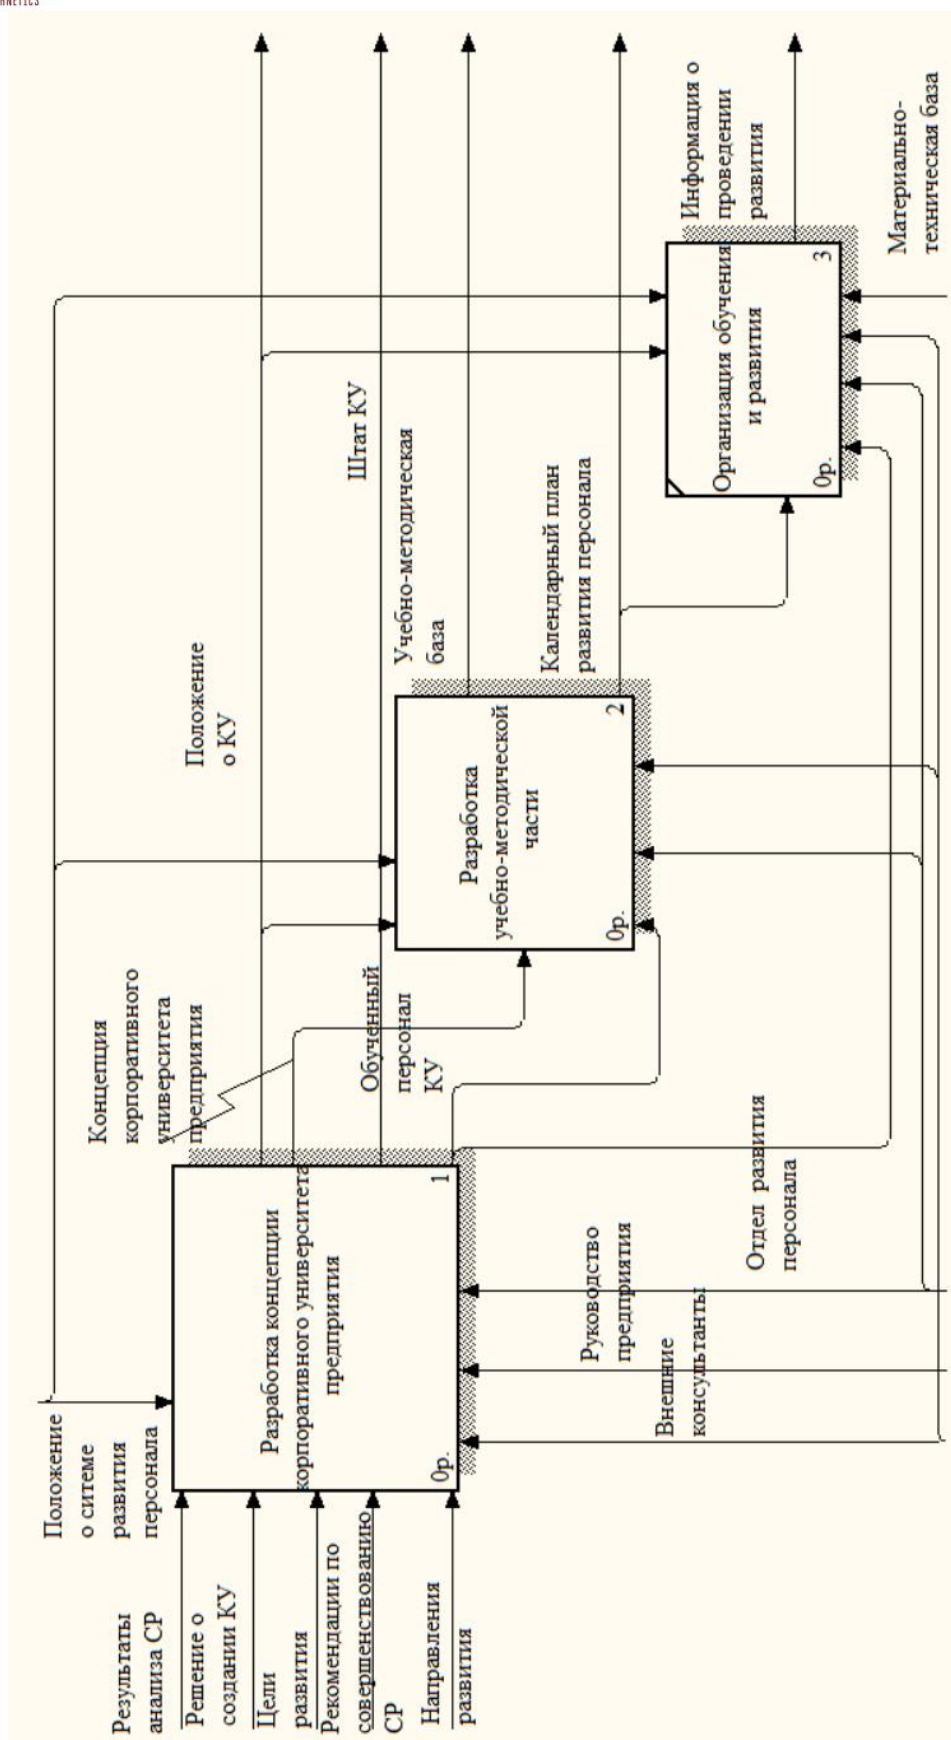 Положение
о ситеме
развития
персонала
Результаты
анализа СР
Решение о
создании КУ
Цели
развития
Рекомендации по
совершенствованию
СР
Направления
развития
Разработка концепции
корпоративного университета
предприятия
0р.
1
Концепция
корпоративного
университета
предприятия
Положение
о КУ
Штат КУ
Обученный
персонал
КУ
Разработка
учебно-методической
части
0р.
2
Учебно-методическая
база
Календарный план
развития персонала
Организация обучения
и развития
0р.
3
Информация о
проведении
развития
Материально-
техническая база
Отдел развития
персонала
Руководство
предприятия
Внешние
консультанты